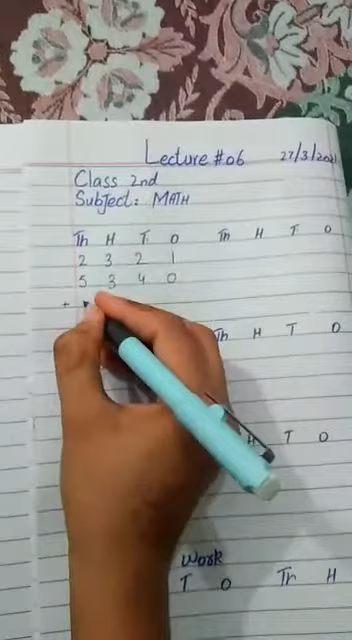 Lecture #06 27/3/2021
Class 2nd
Subject: MATH
Th H T O Th H T O
2 3 2 1
5 3 4 0
+
Th H T O
H T O
Work
T O Th H